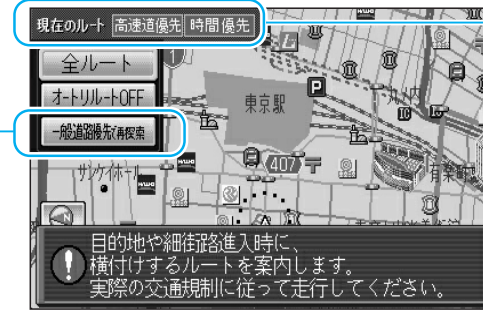 現在のルート 高速道優先 時間優先
全ルート
オートリルートOFF
一般道路優先で再探索
東京駅
P
IC
407
サンケイホール
目的地や細街路進入時に、
横付けするルートを案内します。
実際の交通規制に従って走行してください。